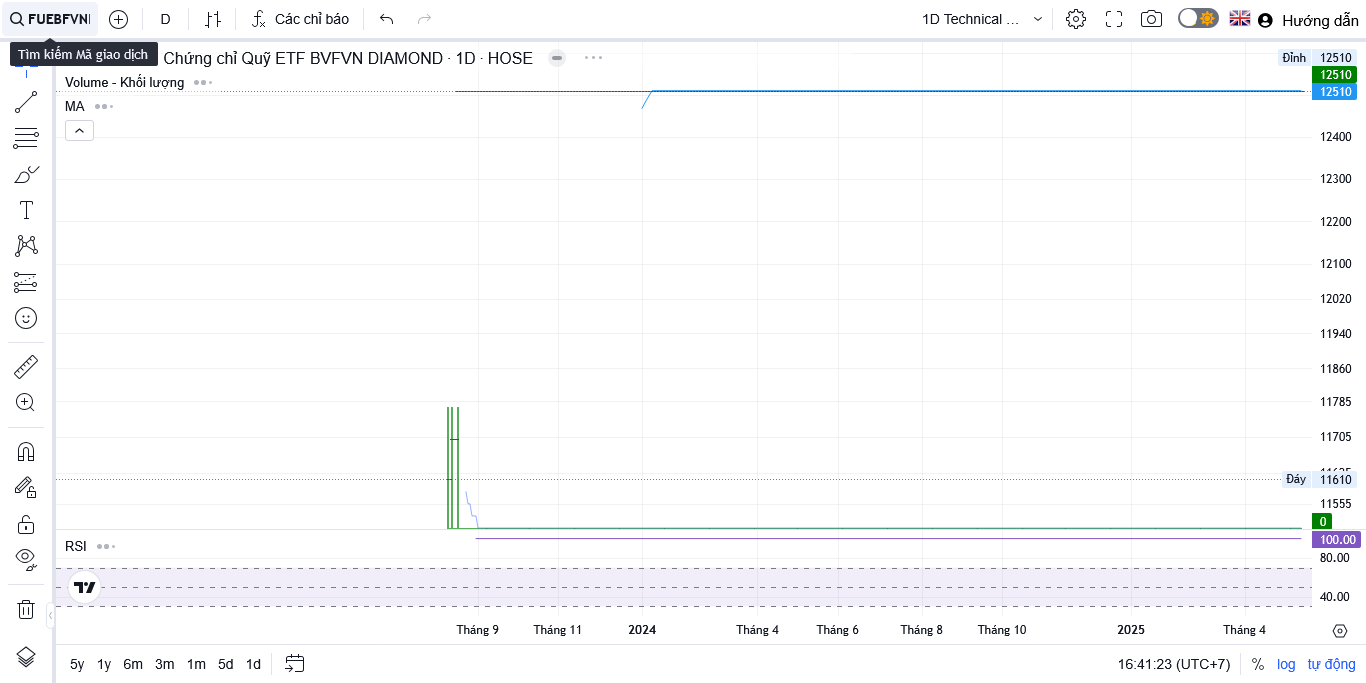 FUEBFVN
D
Các chỉ báo
1D Technical ...
Hướng dẫn
Tìm kiếm Mã giao dịch
Chứng chỉ Quỹ ETF BVFVN DIAMOND · 1D · HOSE
Volume - Khối lượng
MA
Đỉnh 12510
12510
12510
12400
12300
12200
12100
12020
11940
11860
11785
11705
Đáy 11610
11555
0
RSI
100.00
80.00
40.00
Tháng 9 Tháng 11 2024 Tháng 4 Tháng 6 Tháng 8 Tháng 10 2025 Tháng 4
5y 1y 6m 3m 1m 5d 1d
16:41:23 (UTC+7) % log tự động